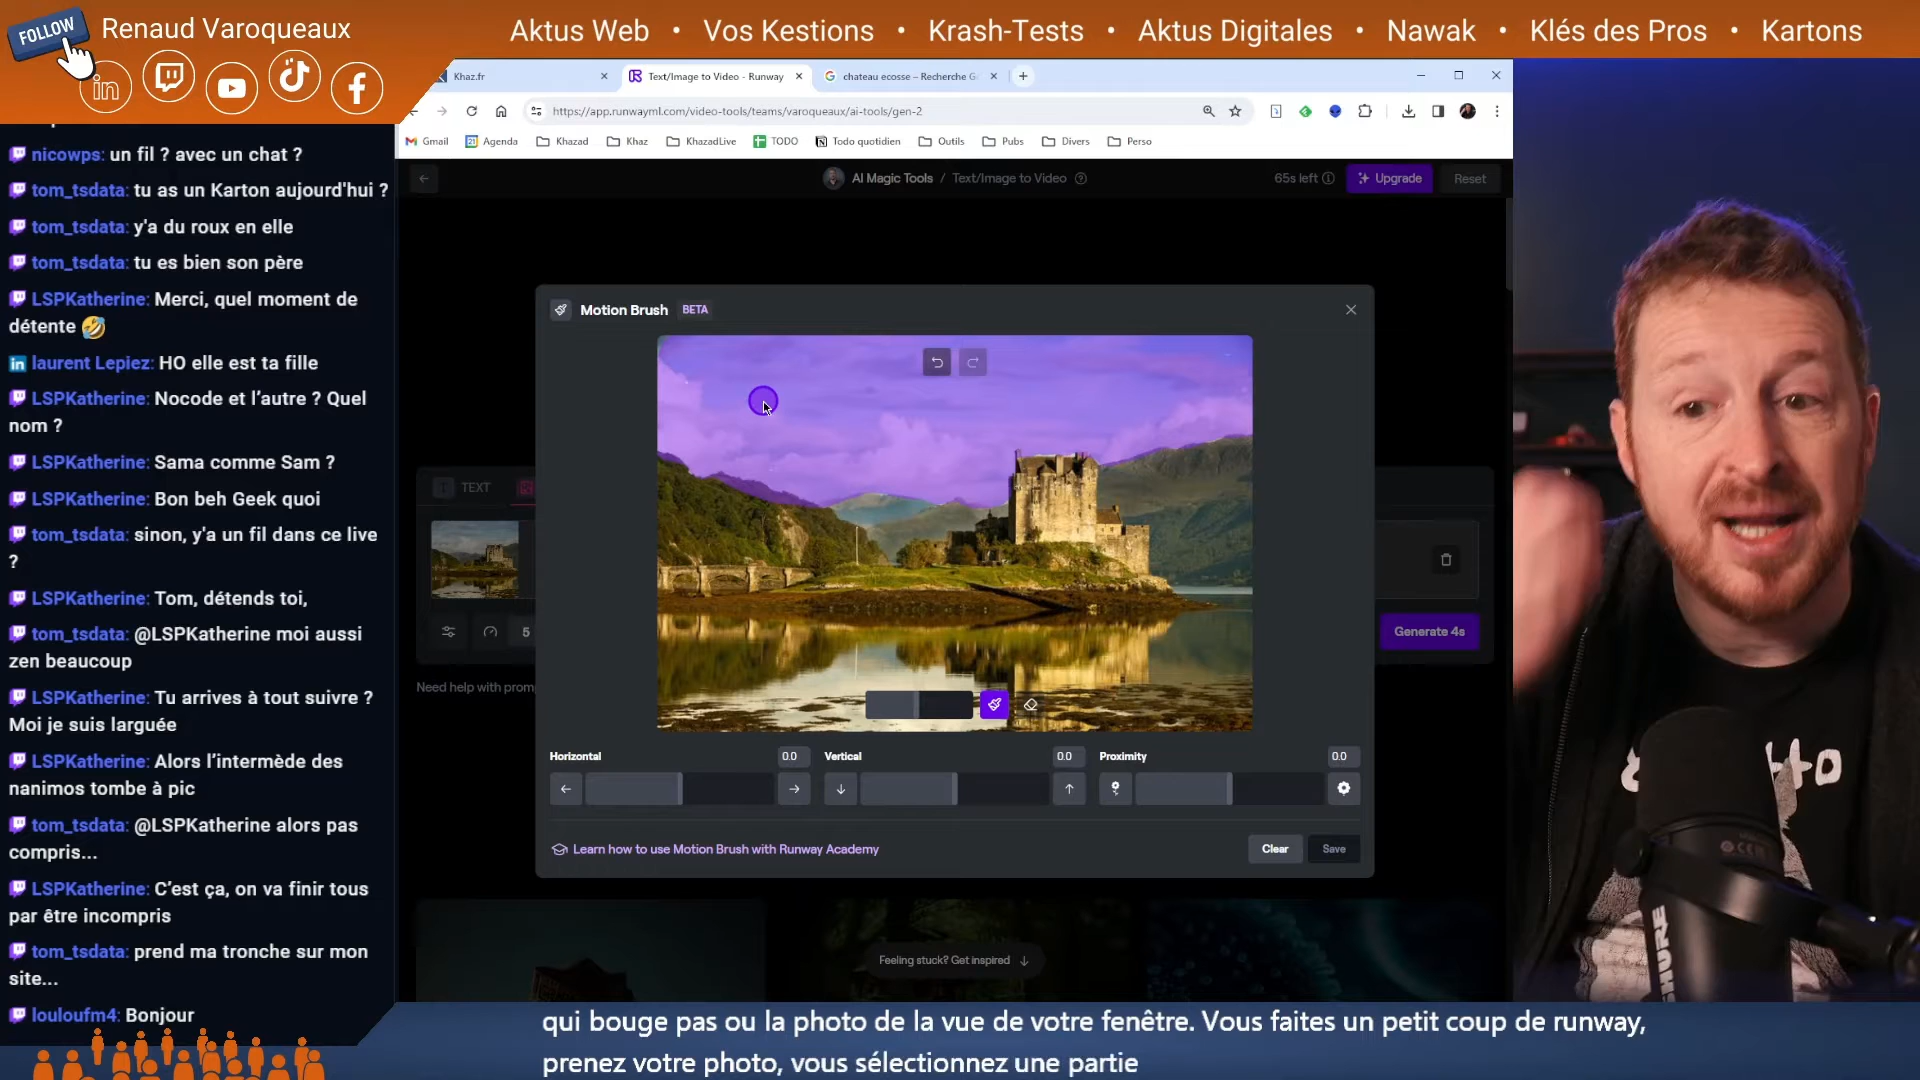 FOLLOW
Renaud Varoqueaux
Aktus Web • Vos Kestions • Krash-Tests • Aktus Digitales • Nawak • Klés des Pros • Kartons
Khaz.fr
Text/Image to Video - Runway
chateau ecosse – Recherche G
https://app.runwayml.com/video-tools/teams/varoqueaux/ai-tools/gen-2
Gmail
Agenda
Khazad
Khaz
KhazadLive
TODO
Todo quotidien
Outils
Pubs
Divers
Perso
nicowps: un fil ? avec un chat ?
tom_tsdata: tu as un Karton aujourd'hui ?
tom_tsdata: y'a du roux en elle
tom_tsdata: tu es bien son père
LSPKatherine: Merci, quel moment de
détente 🤣
laurent Lepiez: HO elle est ta fille
LSPKatherine: Nocode et l’autre ? Quel
nom ?
LSPKatherine: Sama comme Sam ?
LSPKatherine: Bon beh Geek quoi
tom_tsdata: sinon, y'a un fil dans ce live
?
LSPKatherine: Tom, détends toi,
tom_tsdata: @LSPKatherine moi aussi
zen beaucoup
LSPKatherine: Tu arrives à tout suivre ?
Moi je suis larguée
LSPKatherine: Alors l’intermède des
nanimos tombe à pic
tom_tsdata: @LSPKatherine alors pas
compris...
LSPKatherine: C’est ça, on va finir tous
par être incompris
tom_tsdata: prend ma tronche sur mon
site...
louloufm4: Bonjour
AI Magic Tools / Text/Image to Video
65s left
Upgrade
Reset
Motion Brush BETA
TEXT
5
Generate 4s
Need help with prom
Horizontal 0.0
Vertical 0.0
Proximity 0.0
Learn how to use Motion Brush with Runway Academy
Clear
Save
Feeling stuck? Get inspired ↓
SHURE
qui bouge pas ou la photo de la vue de votre fenêtre. Vous faites un petit coup de runway,
prenez votre photo, vous sélectionnez une partie